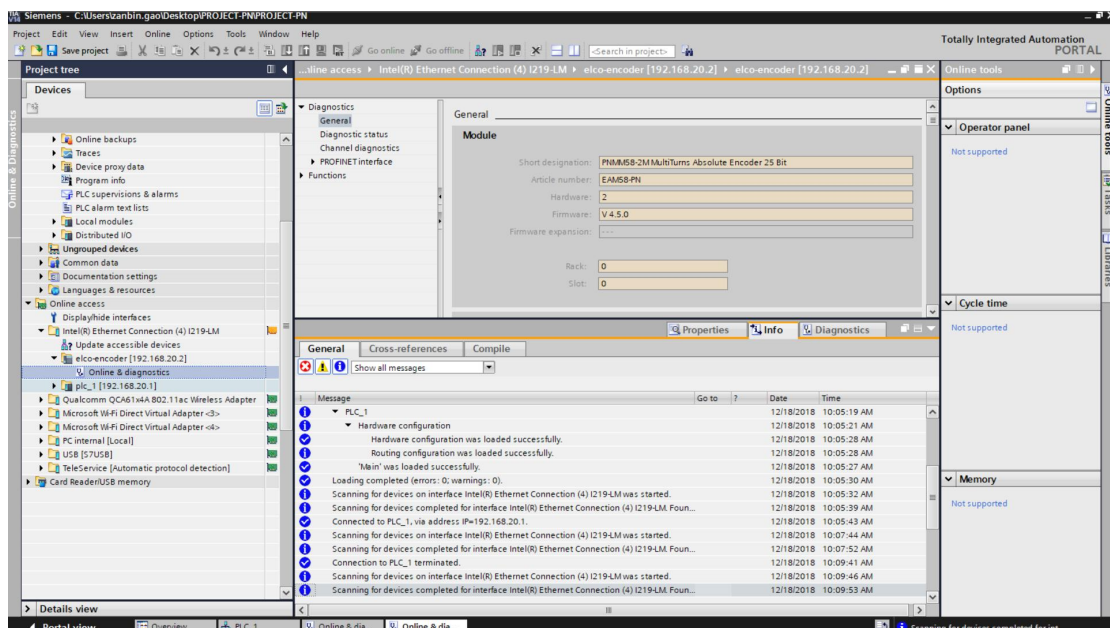 Siemens - C:\Users\zanbin.gao\Desktop\PROJECT-PN\PROJECT-PN
Project Edit View Insert Online Options Tools Window Help
Totally Integrated Automation
PORTAL
Save project
Go online
Go offline
<Search in project>
Project tree
...line access ▸ Intel(R) Ethernet Connection (4) I219-LM ▸ elco-encoder [192.168.20.2] ▸ elco-encoder [192.168.20.2]
Online tools
Devices
Options
Online & Diagnostics
Online backups
Traces
Device proxy data
Program info
PLC supervisions & alarms
PLC alarm text lists
Local modules
Distributed I/O
Ungrouped devices
Common data
Documentation settings
Languages & resources
Online access
Display/hide interfaces
Intel(R) Ethernet Connection (4) I219-LM
Update accessible devices
elco-encoder [192.168.20.2]
Online & diagnostics
plc_1 [192.168.20.1]
Qualcomm QCA61x4A 802.11ac Wireless Adapter
Microsoft Wi-Fi Direct Virtual Adapter <3>
Microsoft Wi-Fi Direct Virtual Adapter <4>
PC internal [Local]
USB [S7USB]
TeleService [Automatic protocol detection]
Card Reader/USB memory
Details view
Diagnostics
General
Diagnostic status
Channel diagnostics
PROFINET interface
Functions
General
Module
Short designation: PNMM58-2M MultiTurns Absolute Encoder 25 Bit
Article number: EAM58-PN
Hardware: 2
Firmware: V 4.5.0
Firmware expansion: ---
Rack: 0
Slot: 0
Properties
Info
Diagnostics
General Cross-references Compile
Show all messages
! Message Go to ? Date Time
PLC_1 12/18/2018 10:05:19 AM
Hardware configuration 12/18/2018 10:05:21 AM
Hardware configuration was loaded successfully. 12/18/2018 10:05:28 AM
Routing configuration was loaded successfully. 12/18/2018 10:05:28 AM
'Main' was loaded successfully. 12/18/2018 10:05:27 AM
Loading completed (errors: 0; warnings: 0). 12/18/2018 10:05:30 AM
Scanning for devices on interface Intel(R) Ethernet Connection (4) I219-LM was started. 12/18/2018 10:05:32 AM
Scanning for devices completed for interface Intel(R) Ethernet Connection (4) I219-LM. Foun... 12/18/2018 10:05:39 AM
Connected to PLC_1, via address IP=192.168.20.1. 12/18/2018 10:05:43 AM
Scanning for devices on interface Intel(R) Ethernet Connection (4) I219-LM was started. 12/18/2018 10:07:44 AM
Scanning for devices completed for interface Intel(R) Ethernet Connection (4) I219-LM. Foun... 12/18/2018 10:07:52 AM
Connection to PLC_1 terminated. 12/18/2018 10:09:41 AM
Scanning for devices on interface Intel(R) Ethernet Connection (4) I219-LM was started. 12/18/2018 10:09:46 AM
Scanning for devices completed for interface Intel(R) Ethernet Connection (4) I219-LM. Foun... 12/18/2018 10:09:53 AM
Operator panel
Not supported
Cycle time
Not supported
Memory
Not supported
Online tools
Tasks
Libraries
Portal view
Overview
PLC_1
Online & dia...
Online & dia...
Scanning for devices completed for int...